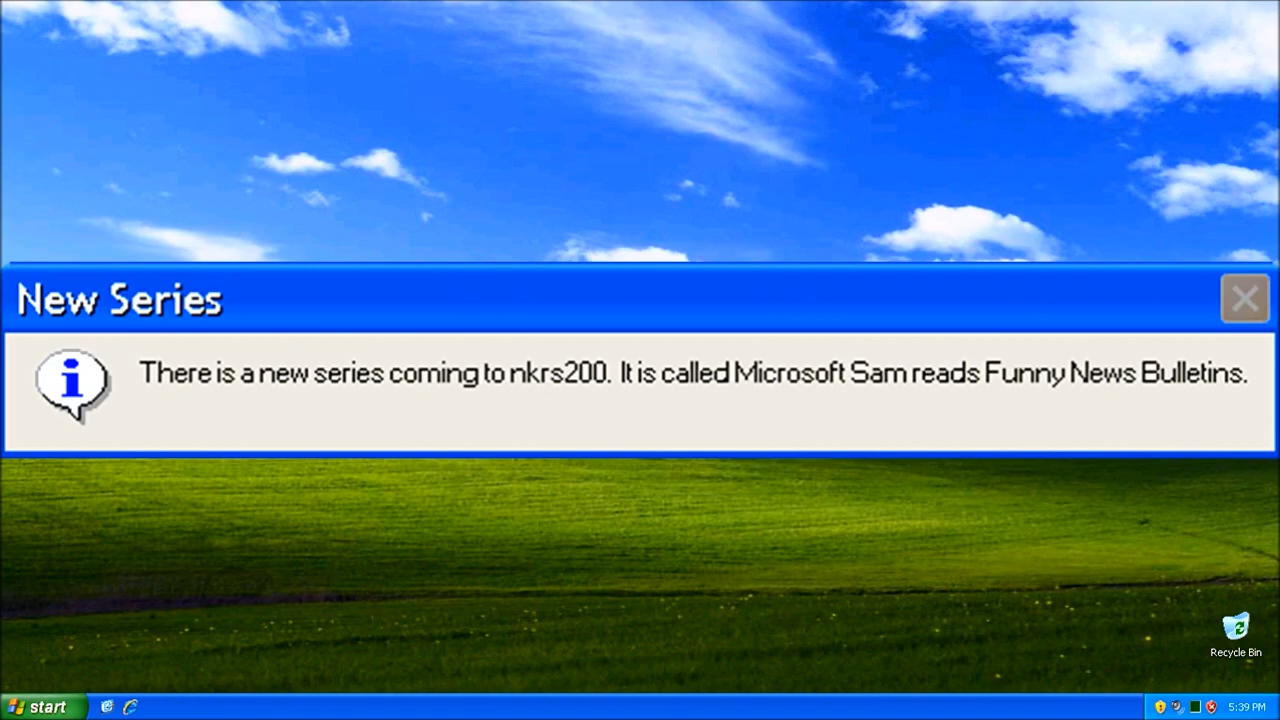 New Series
There is a new series coming to nkrs200. It is called Microsoft Sam reads Funny News Bulletins.
Recycle Bin
start
5:39 PM